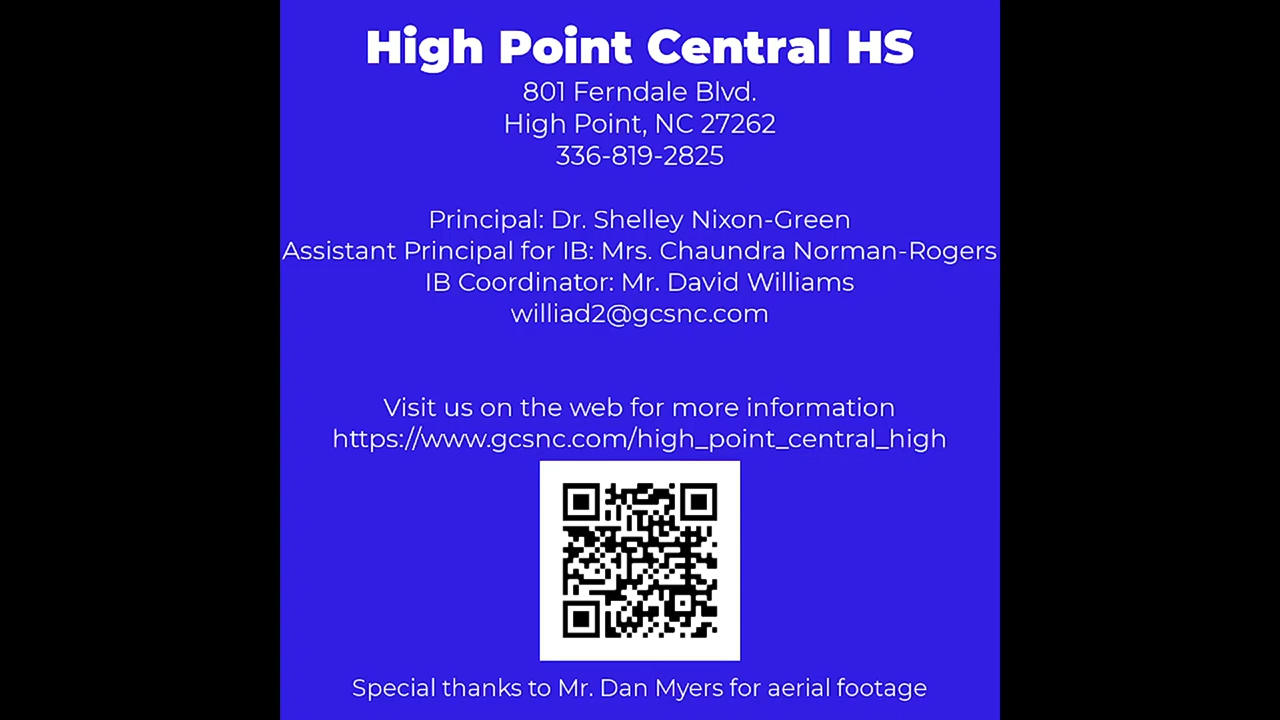 High Point Central HS
801 Ferndale Blvd.
High Point, NC 27262
336-819-2825
Principal: Dr. Shelley Nixon-Green
Assistant Principal for IB: Mrs. Chaundra Norman-Rogers
IB Coordinator: Mr. David Williams
williad2@gcsnc.com
Visit us on the web for more information
https://www.gcsnc.com/high_point_central_high
Special thanks to Mr. Dan Myers for aerial footage